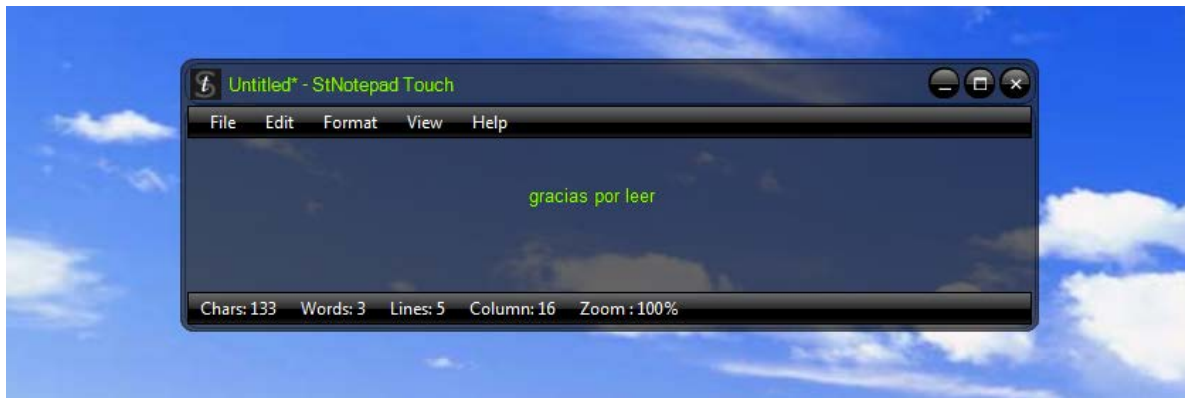 Untitled* - StNotepad Touch
File Edit Format View Help
gracias por leer
Chars: 133 Words: 3 Lines: 5 Column: 16 Zoom : 100%